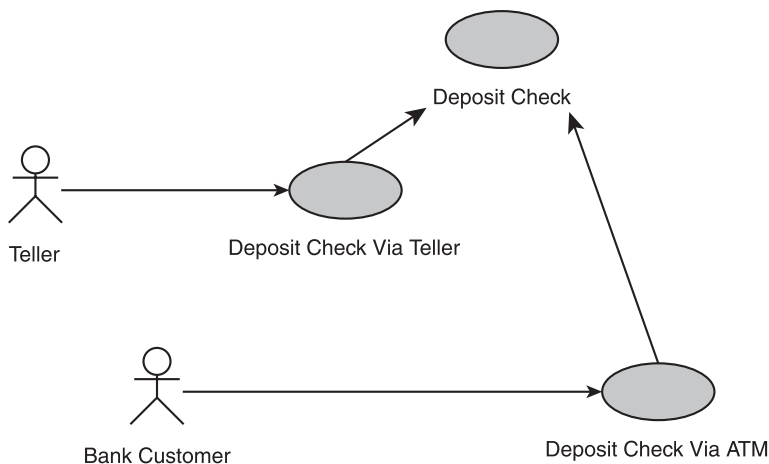 Deposit Check
Teller
Deposit Check Via Teller
Bank Customer
Deposit Check Via ATM